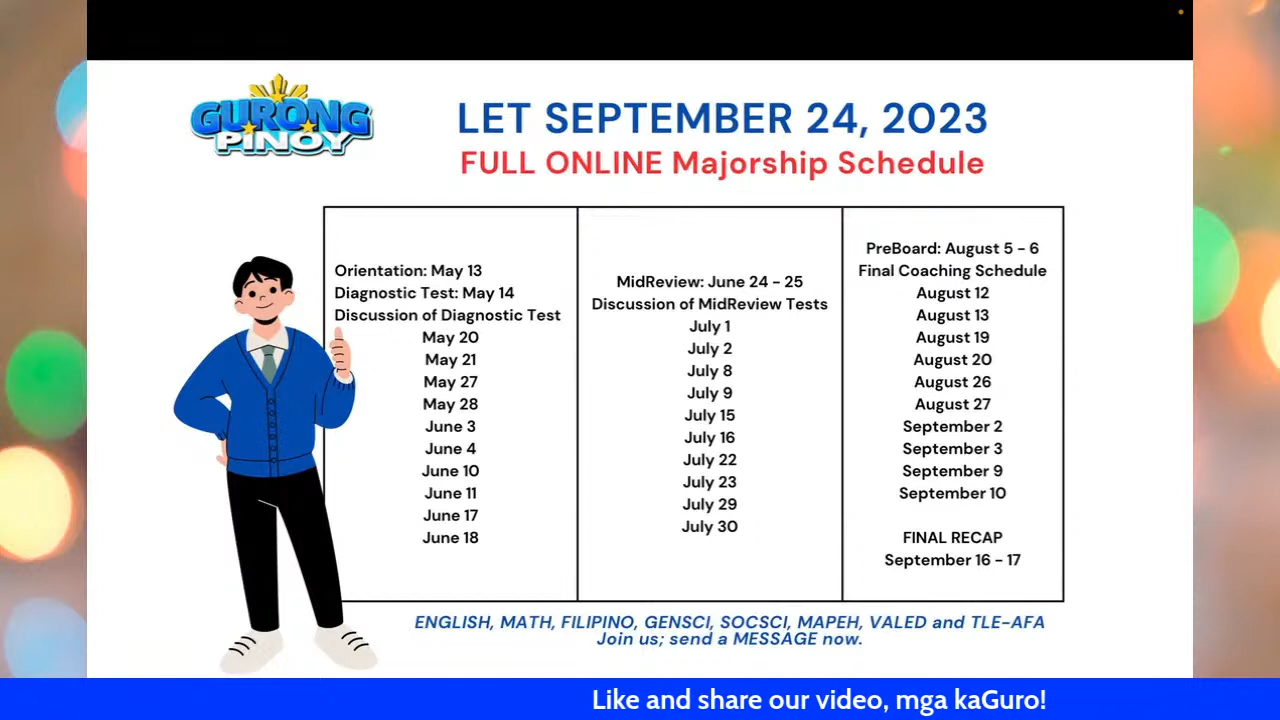 GURONG
PINOY
LET SEPTEMBER 24, 2023
FULL ONLINE Majorship Schedule
Orientation: May 13
Diagnostic Test: May 14
Discussion of Diagnostic Test
May 20
May 21
May 27
May 28
June 3
June 4
June 10
June 11
June 17
June 18
MidReview: June 24 - 25
Discussion of MidReview Tests
July 1
July 2
July 8
July 9
July 15
July 16
July 22
July 23
July 29
July 30
PreBoard: August 5 - 6
Final Coaching Schedule
August 12
August 13
August 19
August 20
August 26
August 27
September 2
September 3
September 9
September 10
FINAL RECAP
September 16 - 17
ENGLISH, MATH, FILIPINO, GENSCI, SOCSCI, MAPEH, VALED and TLE-AFA
Join us; send a MESSAGE now.
Like and share our video, mga kaGuro!